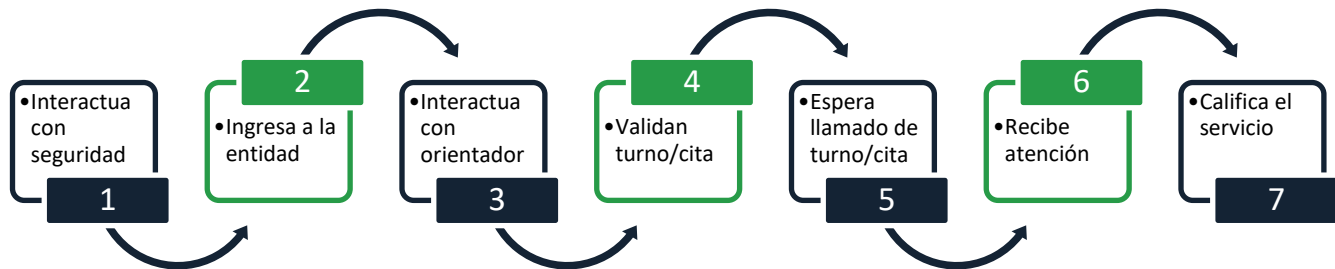 •Interactua
con
seguridad
1
2
•Ingresa a la
entidad
•Interactua
con
orientador
3
4
•Validan
turno/cita
•Espera
llamado de
turno/cita
5
6
•Recibe
atención
•Califica el
servicio
7